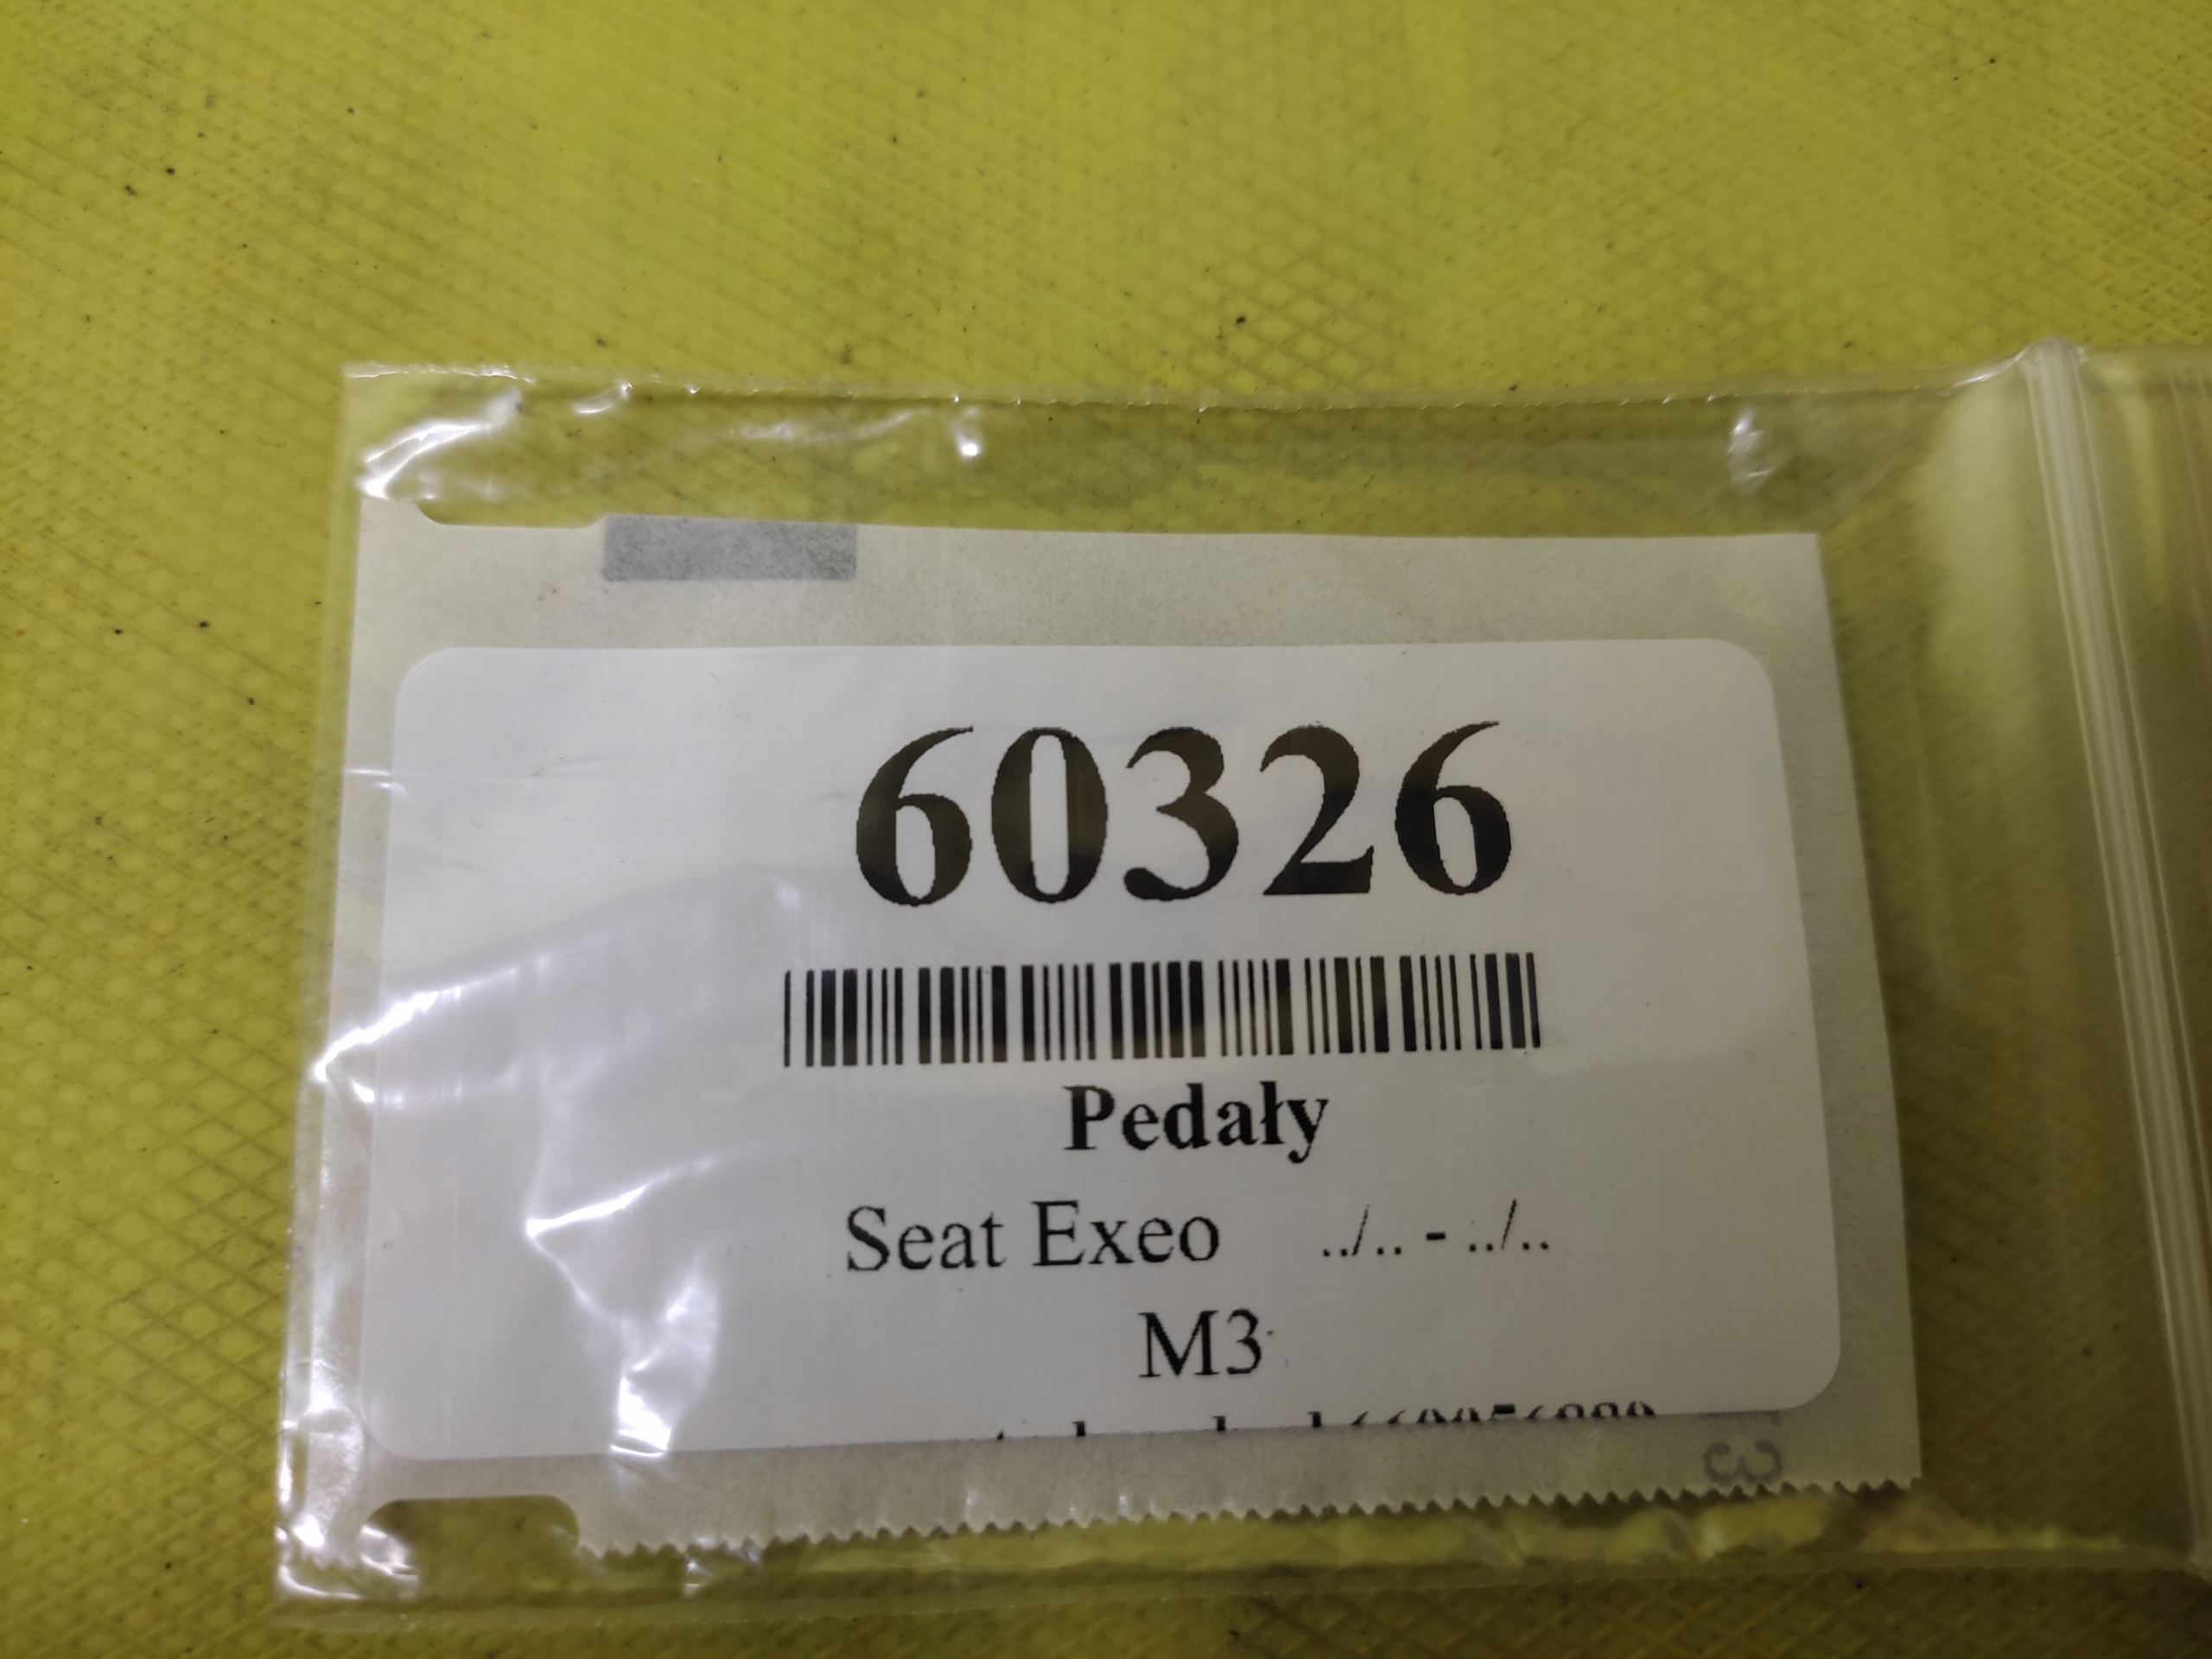 60326
Pedały
Seat Exeo ../.. - ../..
M3